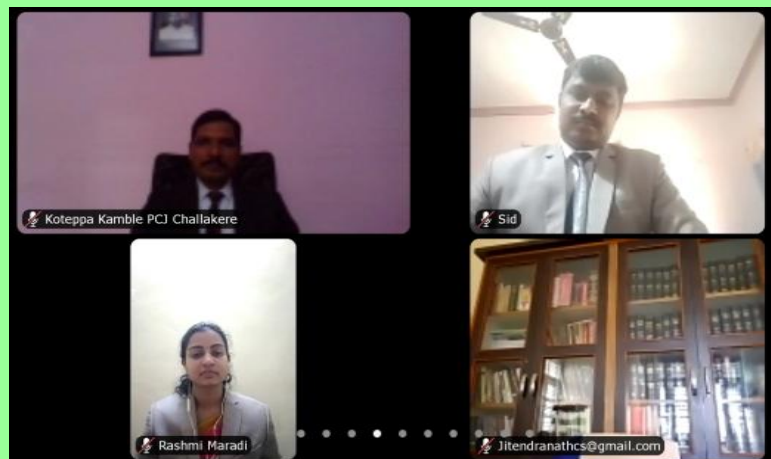 Koteppa Kamble PCJ Challakere
Sid
Rashmi Maradi
Jitendranathcs@gmail.com